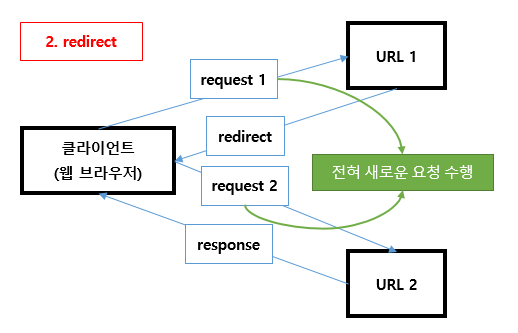 2. redirect
URL 1
request 1
redirect
클라이언트
(웹 브라우저)
request 2
전혀 새로운 요청 수행
response
URL 2